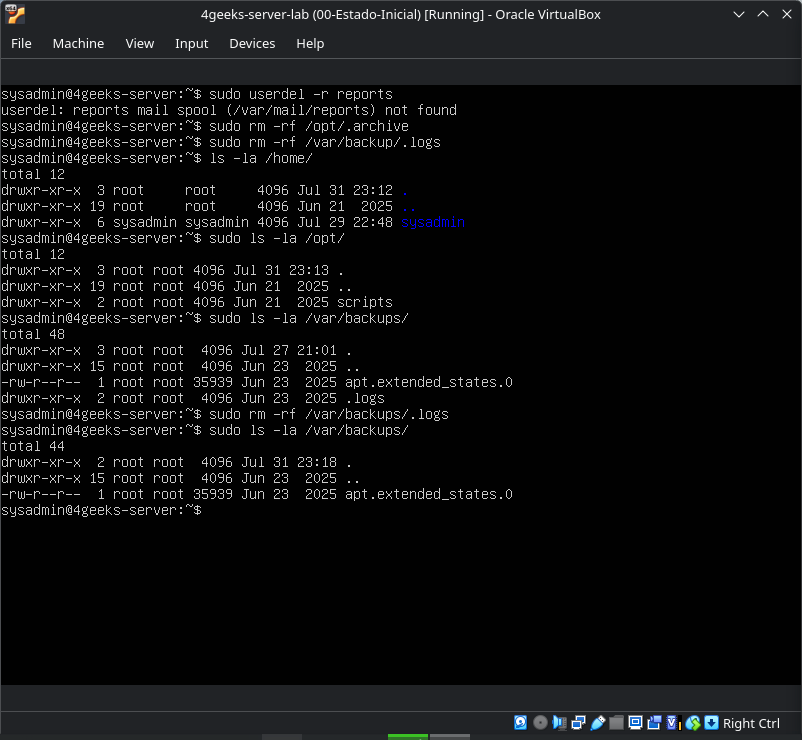 4geeks-server-lab (00-Estado-Inicial) [Running] - Oracle VirtualBox
File Machine View Input Devices Help
sysadmin@4geeks-server:~$ sudo userdel -r reports
userdel: reports mail spool (/var/mail/reports) not found
sysadmin@4geeks-server:~$ sudo rm -rf /opt/.archive
sysadmin@4geeks-server:~$ sudo rm -rf /var/backup/.logs
sysadmin@4geeks-server:~$ ls -la /home/
total 12
drwxr-xr-x  3 root     root     4096 Jul 31 23:12 .
drwxr-xr-x 19 root     root     4096 Jun 21  2025 ..
drwxr-xr-x  6 sysadmin sysadmin 4096 Jul 29 22:48 sysadmin
sysadmin@4geeks-server:~$ sudo ls -la /opt/
total 12
drwxr-xr-x  3 root root 4096 Jul 31 23:13 .
drwxr-xr-x 19 root root 4096 Jun 21  2025 ..
drwxr-xr-x  2 root root 4096 Jun 21  2025 scripts
sysadmin@4geeks-server:~$ sudo ls -la /var/backups/
total 48
drwxr-xr-x  3 root root  4096 Jul 27 21:01 .
drwxr-xr-x 15 root root  4096 Jun 23  2025 ..
-rw-r--r--  1 root root 35939 Jun 23  2025 apt.extended_states.0
drwxr-xr-x  2 root root  4096 Jun 23  2025 .logs
sysadmin@4geeks-server:~$ sudo rm -rf /var/backups/.logs
sysadmin@4geeks-server:~$ sudo ls -la /var/backups/
total 44
drwxr-xr-x  2 root root  4096 Jul 31 23:18 .
drwxr-xr-x 15 root root  4096 Jun 23  2025 ..
-rw-r--r--  1 root root 35939 Jun 23  2025 apt.extended_states.0
sysadmin@4geeks-server:~$
Right Ctrl